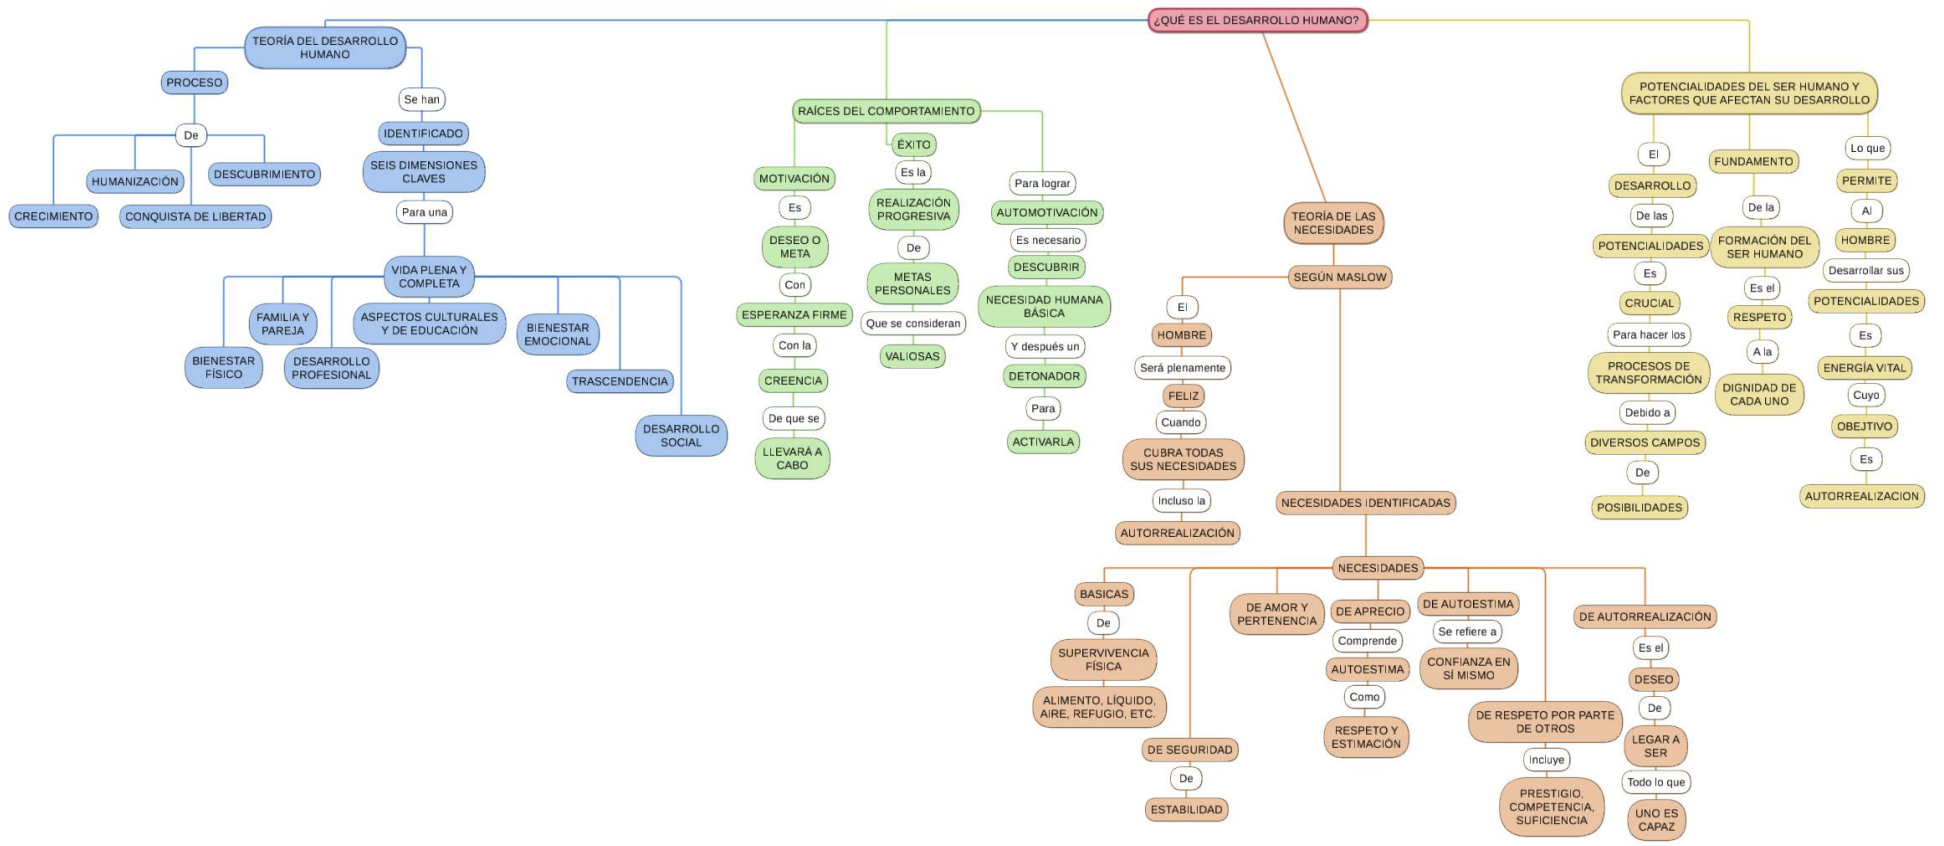 ¿QUÉ ES EL DESARROLLO HUMANO?
TEORÍA DEL DESARROLLO
HUMANO
PROCESO
De
CRECIMIENTO
HUMANIZACIÓN
CONQUISTA DE LIBERTAD
DESCUBRIMIENTO
Se han
IDENTIFICADO
SEIS DIMENSIONES
CLAVES
Para una
VIDA PLENA Y
COMPLETA
BIENESTAR
FÍSICO
FAMILIA Y
PAREJA
DESARROLLO
PROFESIONAL
ASPECTOS CULTURALES
Y DE EDUCACIÓN
BIENESTAR
EMOCIONAL
TRASCENDENCIA
DESARROLLO
SOCIAL
RAÍCES DEL COMPORTAMIENTO
MOTIVACIÓN
Es
DESEO O
META
Con
ESPERANZA FIRME
Con la
CREENCIA
De que se
LLEVARÁ A
CABO
ÉXITO
Es la
REALIZACIÓN
PROGRESIVA
De
METAS
PERSONALES
Que se consideran
VALIOSAS
Para lograr
AUTOMOTIVACIÓN
Es necesario
DESCUBRIR
NECESIDAD HUMANA
BÁSICA
Y después un
DETONADOR
Para
ACTIVARLA
TEORÍA DE LAS
NECESIDADES
SEGÚN MASLOW
El
HOMBRE
Será plenamente
FELIZ
Cuando
CUBRA TODAS
SUS NECESIDADES
Incluso la
AUTORREALIZACIÓN
NECESIDADES IDENTIFICADAS
NECESIDADES
BASICAS
De
SUPERVIVENCIA
FÍSICA
ALIMENTO, LÍQUIDO,
AIRE, REFUGIO, ETC.
DE SEGURIDAD
De
ESTABILIDAD
DE AMOR Y
PERTENENCIA
DE APRECIO
Comprende
AUTOESTIMA
Como
RESPETO Y
ESTIMACIÓN
DE AUTOESTIMA
Se refiere a
CONFIANZA EN
SÍ MISMO
DE RESPETO POR PARTE
DE OTROS
Incluye
PRESTIGIO,
COMPETENCIA,
SUFICIENCIA
DE AUTORREALIZACIÓN
Es el
DESEO
De
LEGAR A
SER
Todo lo que
UNO ES
CAPAZ
POTENCIALIDADES DEL SER HUMANO Y
FACTORES QUE AFECTAN SU DESARROLLO
El
DESARROLLO
De las
POTENCIALIDADES
Es
CRUCIAL
Para hacer los
PROCESOS DE
TRANSFORMACIÓN
Debido a
DIVERSOS CAMPOS
De
POSIBILIDADES
FUNDAMENTO
De la
FORMACIÓN DEL
SER HUMANO
Es el
RESPETO
A la
DIGNIDAD DE
CADA UNO
Lo que
PERMITE
Al
HOMBRE
Desarrollar sus
POTENCIALIDADES
Es
ENERGÍA VITAL
Cuyo
OBEJTIVO
Es
AUTORREALIZACION